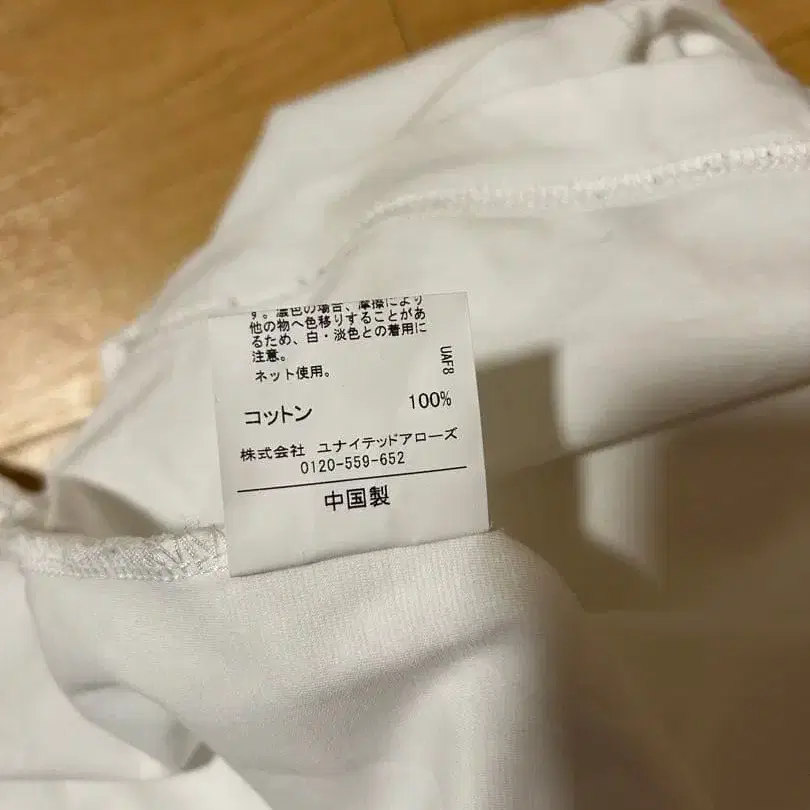 す。濃色の場合、摩擦により
他の物へ色移りすることがあ
るため、白・淡色との着用に
注意。
ネット使用。
UAF8
コットン 100%
株式会社 ユナイテッドアローズ
0120-559-652
中国製